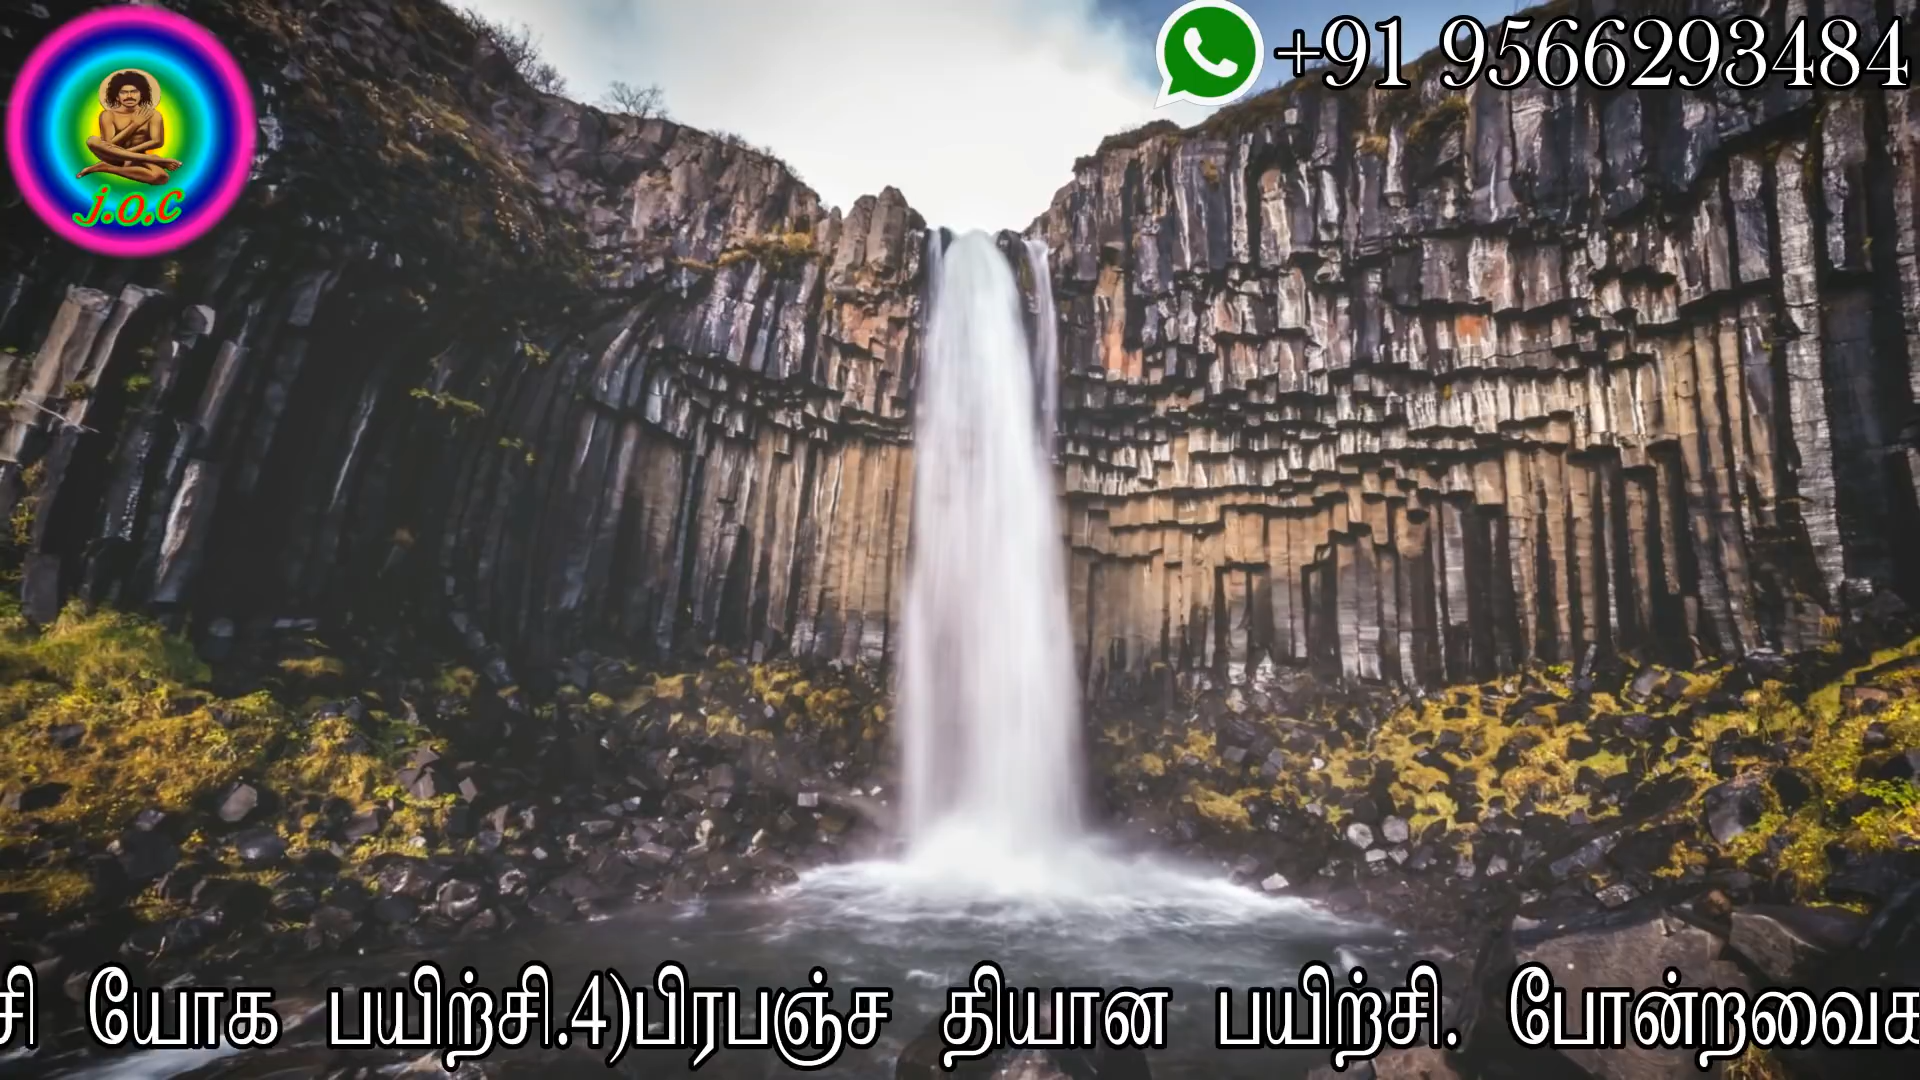 j.o.c
+91 9566293484
சி யோக பயிற்சி.4)பிரபஞ்ச தியான பயிற்சி. போன்றவைக